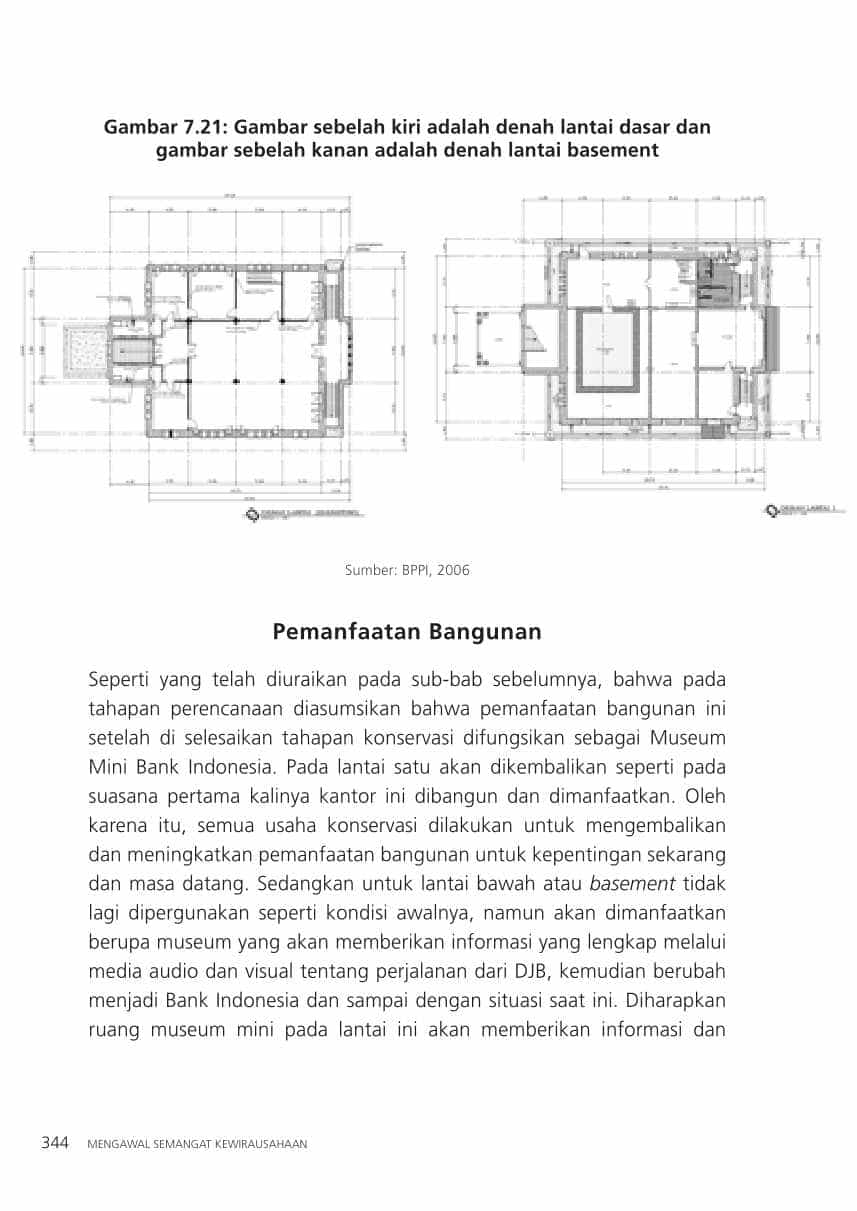 Gambar 7.21: Gambar sebelah kiri adalah denah lantai dasar dan
gambar sebelah kanan adalah denah lantai basement
Sumber: BPPI, 2006
Pemanfaatan Bangunan
Seperti yang telah diuraikan pada sub-bab sebelumnya, bahwa pada
tahapan perencanaan diasumsikan bahwa pemanfaatan bangunan ini
setelah di selesaikan tahapan konservasi difungsikan sebagai Museum
Mini Bank Indonesia. Pada lantai satu akan dikembalikan seperti pada
suasana pertama kalinya kantor ini dibangun dan dimanfaatkan. Oleh
karena itu, semua usaha konservasi dilakukan untuk mengembalikan
dan meningkatkan pemanfaatan bangunan untuk kepentingan sekarang
dan masa datang. Sedangkan untuk lantai bawah atau basement tidak
lagi dipergunakan seperti kondisi awalnya, namun akan dimanfaatkan
berupa museum yang akan memberikan informasi yang lengkap melalui
media audio dan visual tentang perjalanan dari DJB, kemudian berubah
menjadi Bank Indonesia dan sampai dengan situasi saat ini. Diharapkan
ruang museum mini pada lantai ini akan memberikan informasi dan
344 MENGAWAL SEMANGAT KEWIRAUSAHAAN